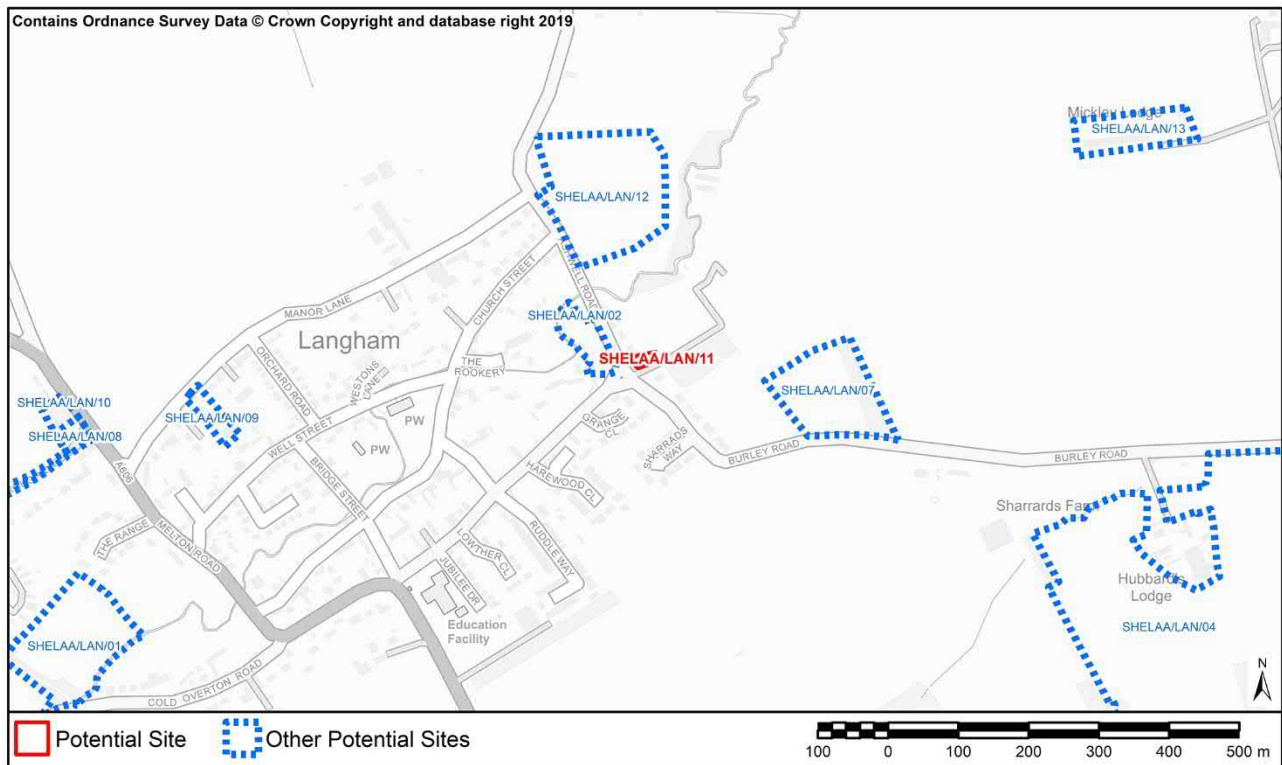 Contains Ordnance Survey Data © Crown Copyright and database right 2019
Mickley Lodge
SHELAA/LAN/13
SHELAA/LAN/12
CHURCH STREET
ROAD
MANOR LANE
SHELAA/LAN/02
Langham
ORCHARD ROAD
WESTONS LANE
THE ROOKERY
SHELAA/LAN/11
SHELAA/LAN/07
SHELAA/LAN/10
SHELAA/LAN/09
SHELAA/LAN/08
PW
PW
GRANGE CL
WELL STREET
SHARRADS WAY
BURLEY ROAD
BURLEY ROAD
A606
BRIDGE STREET
HAREWOOD CL
Sharrards Farm
THE RANGE
MELTON ROAD
RUDDLE WAY
LOWTHER CL
JUBILEE DR
Hubbard's
Lodge
Education
Facility
SHELAA/LAN/01
SHELAA/LAN/04
COLD OVERTON ROAD
N
Potential Site
Other Potential Sites
100 0 100 200 300 400 500 m